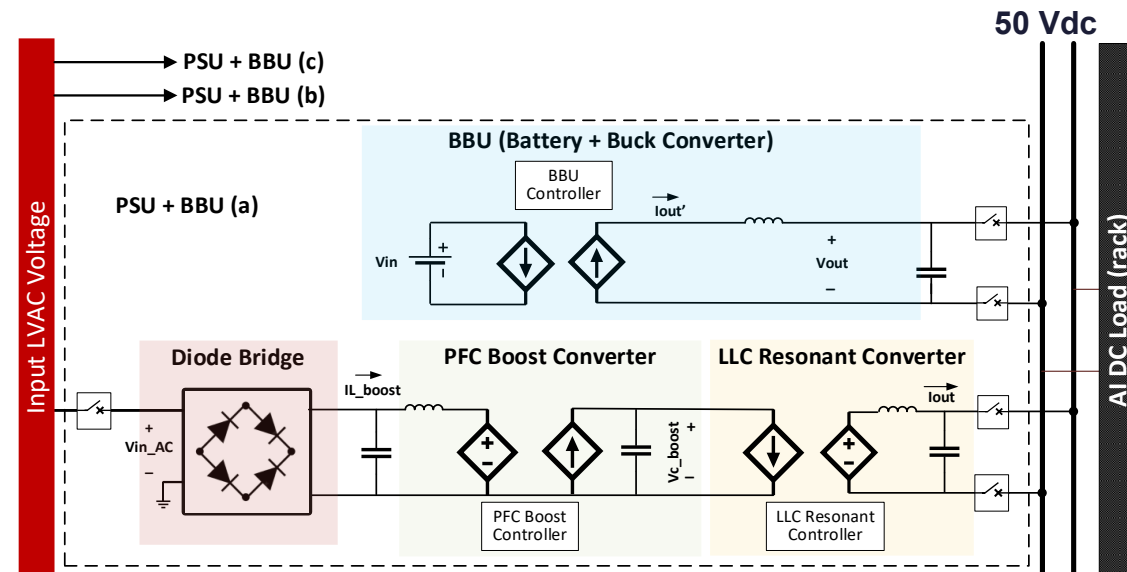 50 Vdc
PSU + BBU (c)
PSU + BBU (b)
BBU (Battery + Buck Converter)
BBU
Controller
PSU + BBU (a)
Iout'
Vin
+
−
+
Vout
−
Input LVAC Voltage
AI DC Load (rack)
Diode Bridge
PFC Boost Converter
LLC Resonant Converter
IL_boost
Iout
+
Vin_AC
−
+
−
+
Vc_boost
−
+
−
PFC Boost
Controller
LLC Resonant
Controller